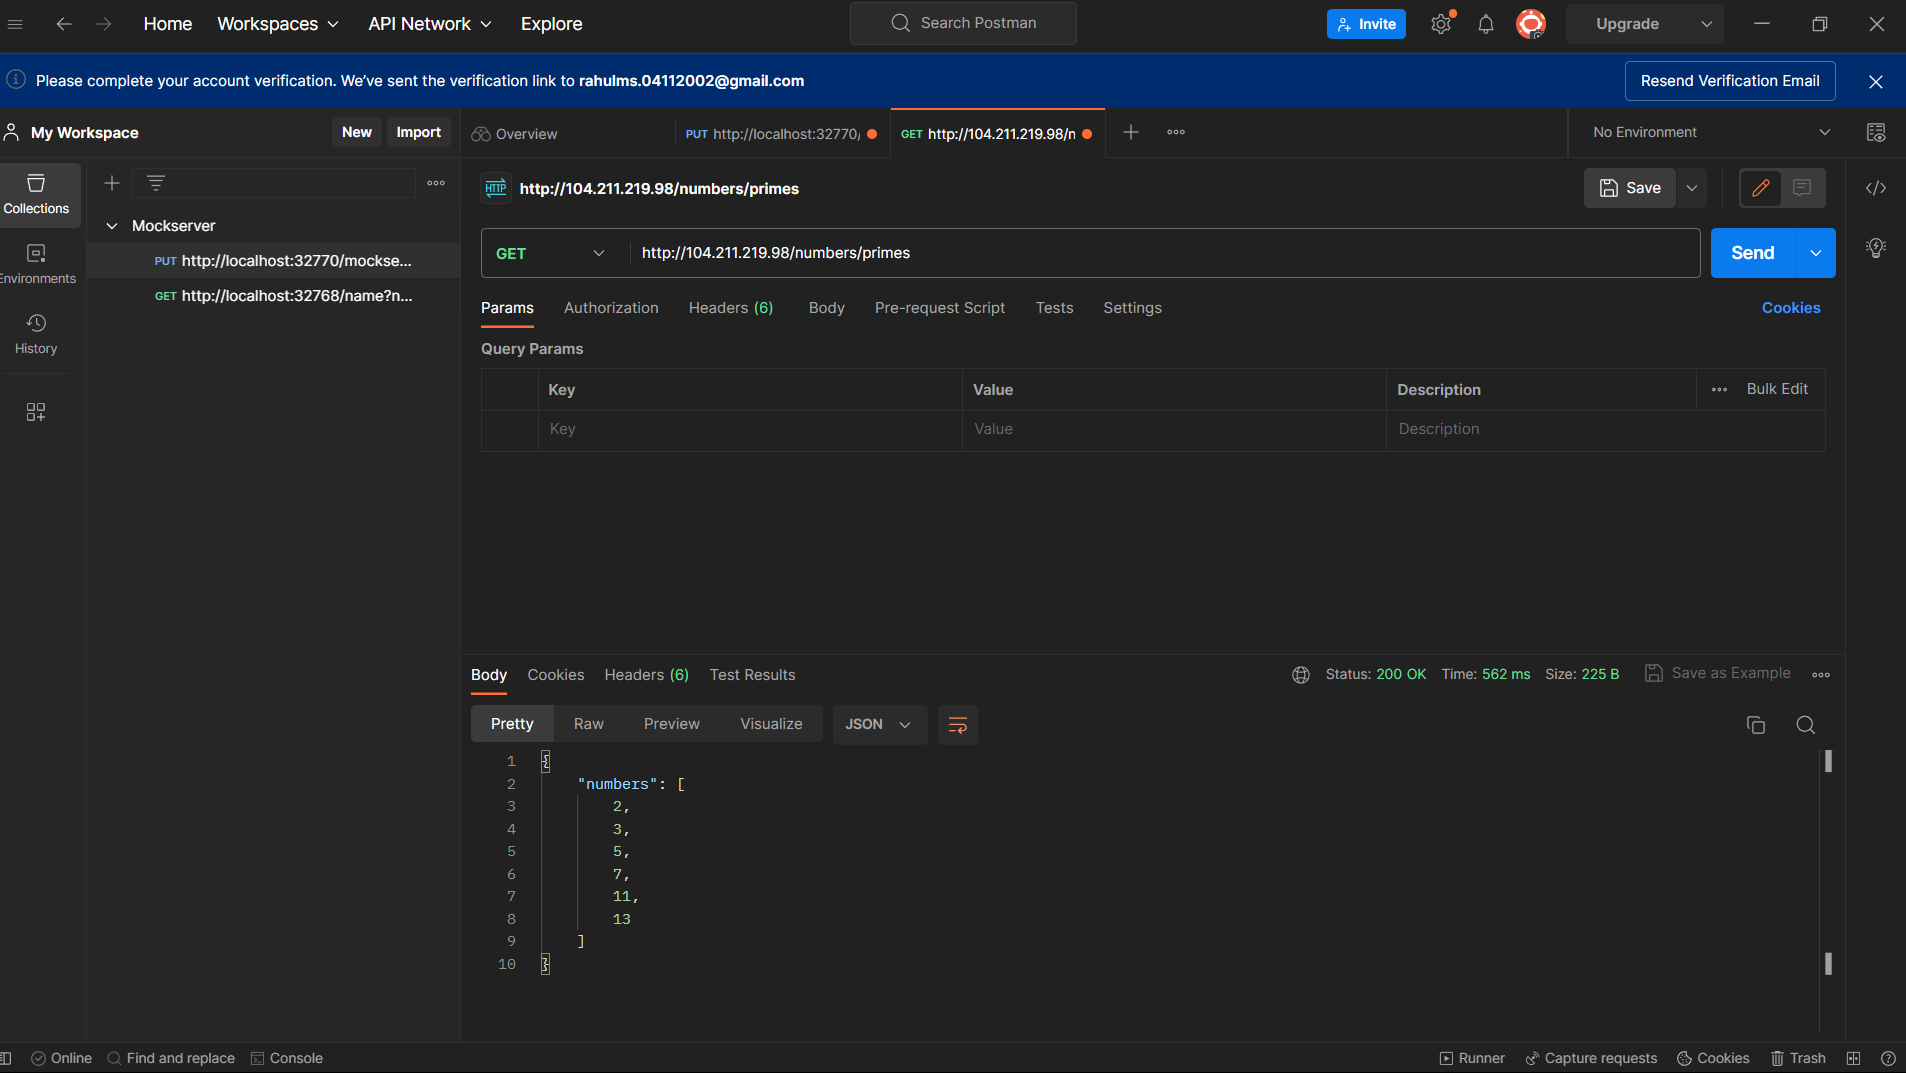 Home Workspaces API Network Explore Search Postman Invite Upgrade
Please complete your account verification. We've sent the verification link to rahulms.04112002@gmail.com Resend Verification Email
My Workspace New Import Overview PUT http://localhost:32770/ GET http://104.211.219.98/n No Environment
Collections
Environments
History
Mockserver
PUT http://localhost:32770/mockse...
GET http://localhost:32768/name?n...
HTTP http://104.211.219.98/numbers/primes Save
GET http://104.211.219.98/numbers/primes Send
Params Authorization Headers (6) Body Pre-request Script Tests Settings Cookies
Query Params
Key Value Description Bulk Edit
Key Value Description
Body Cookies Headers (6) Test Results Status: 200 OK Time: 562 ms Size: 225 B Save as Example
Pretty Raw Preview Visualize JSON
1 {
2 "numbers": [
3 2,
4 3,
5 5,
6 7,
7 11,
8 13
9 ]
10 }
Online Find and replace Console Runner Capture requests Cookies Trash